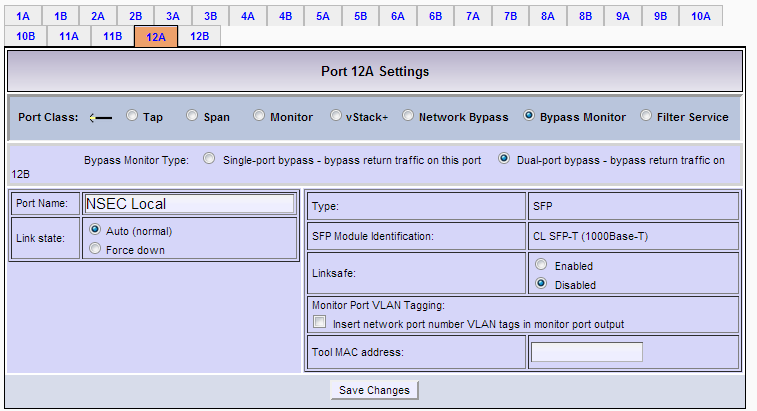 1A 1B 2A 2B 3A 3B 4A 4B 5A 5B 6A 6B 7A 7B 8A 8B 9A 9B 10A
10B 11A 11B 12A 12B
Port 12A Settings
Port Class: Tap Span Monitor vStack+ Network Bypass Bypass Monitor Filter Service
Bypass Monitor Type: Single-port bypass - bypass return traffic on this port Dual-port bypass - bypass return traffic on
12B
Port Name: NSEC Local
Link state: Auto (normal)
Force down
Type: SFP
SFP Module Identification: CL SFP-T (1000Base-T)
Linksafe: Enabled
Disabled
Monitor Port VLAN Tagging:
Insert network port number VLAN tags in monitor port output
Tool MAC address:
Save Changes